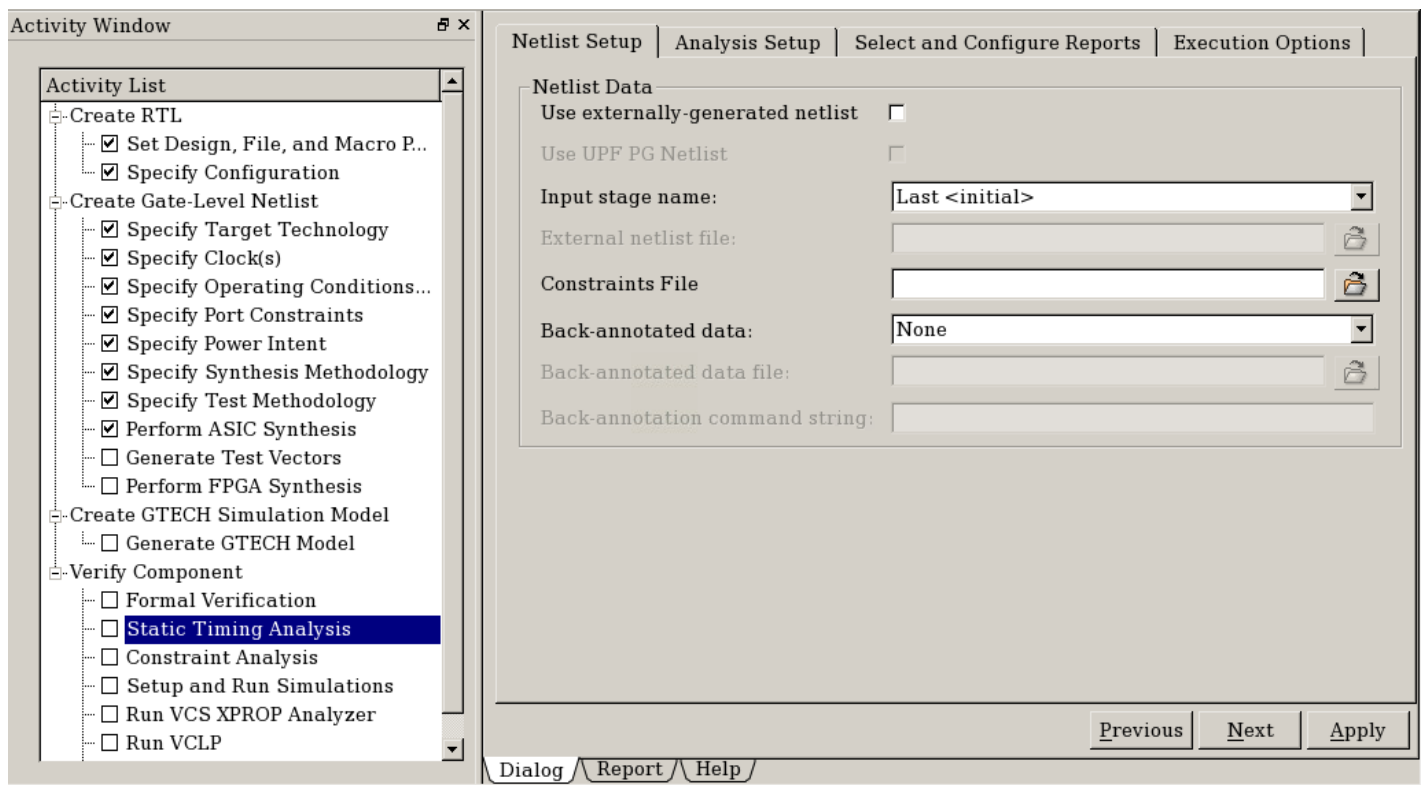 Activity Window
Activity List
Create RTL
Set Design, File, and Macro P...
Specify Configuration
Create Gate-Level Netlist
Specify Target Technology
Specify Clock(s)
Specify Operating Conditions...
Specify Port Constraints
Specify Power Intent
Specify Synthesis Methodology
Specify Test Methodology
Perform ASIC Synthesis
Generate Test Vectors
Perform FPGA Synthesis
Create GTECH Simulation Model
Generate GTECH Model
Verify Component
Formal Verification
Static Timing Analysis
Constraint Analysis
Setup and Run Simulations
Run VCS XPROP Analyzer
Run VCLP
Netlist Setup Analysis Setup Select and Configure Reports Execution Options
Netlist Data
Use externally-generated netlist
Use UPF PG Netlist
Input stage name: Last <initial>
External netlist file:
Constraints File
Back-annotated data: None
Back-annotated data file:
Back-annotation command string:
Previous Next Apply
Dialog Report Help